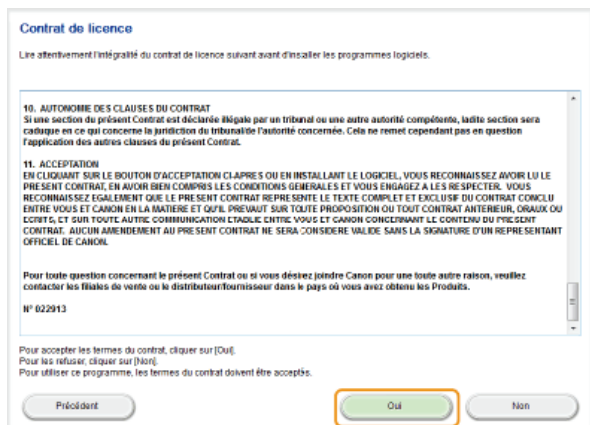 Contrat de licence
Lire attentivement l'intégralité du contrat de licence suivant avant d'installer les programmes logiciels.
10. AUTONOMIE DES CLAUSES DU CONTRAT
Si une section du présent Contrat est déclarée illégale par un tribunal ou une autre autorité compétente, ladite section sera
caduque en ce qui concerne la juridiction du tribunal/de l'autorité concernée. Cela ne remet cependant pas en question
l'application des autres clauses du présent Contrat.
11. ACCEPTATION
EN CLIQUANT SUR LE BOUTON D'ACCEPTATION CI-APRES OU EN INSTALLANT LE LOGICIEL, VOUS RECONNAISSEZ AVOIR LU LE
PRESENT CONTRAT, EN AVOIR BIEN COMPRIS LES CONDITIONS GENERALES ET VOUS ENGAGEZ A LES RESPECTER. VOUS
RECONNAISSEZ EGALEMENT QUE LE PRESENT CONTRAT REPRESENTE LE TEXTE COMPLET ET EXCLUSIF DU CONTRAT CONCLU
ENTRE VOUS ET CANON EN LA MATIERE ET QU'IL PREVAUT SUR TOUTE PROPOSITION OU TOUT CONTRAT ANTERIEUR, ORAUX OU
ECRITS, ET SUR TOUTE AUTRE COMMUNICATION ETABLIE ENTRE VOUS ET CANON CONCERNANT LE CONTENU DU PRESENT
CONTRAT. AUCUN AMENDEMENT AU PRESENT CONTRAT NE SERA CONSIDERE VALIDE SANS LA SIGNATURE D'UN REPRESENTANT
OFFICIEL DE CANON.
Pour toute question concernant le présent Contrat ou si vous désirez joindre Canon pour une toute autre raison, veuillez
contacter les filiales de vente ou le distributeur/fournisseur dans le pays où vous avez obtenu les Produits.
N° 022913
Pour accepter les termes du contrat, cliquer sur [Oui].
Pour les refuser, cliquer sur [Non].
Pour utiliser ce programme, les termes du contrat doivent être acceptés.
Précédent
Oui
Non